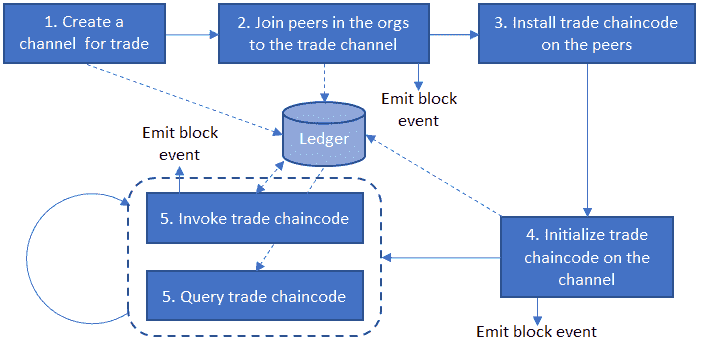 1. Create a
channel for trade
2. Join peers in the orgs
to the trade channel
3. Install trade chaincode
on the peers
Emit block
event
Ledger
Emit block
event
5. Invoke trade chaincode
5. Query trade chaincode
4. Initialize trade
chaincode on the
channel
Emit block event